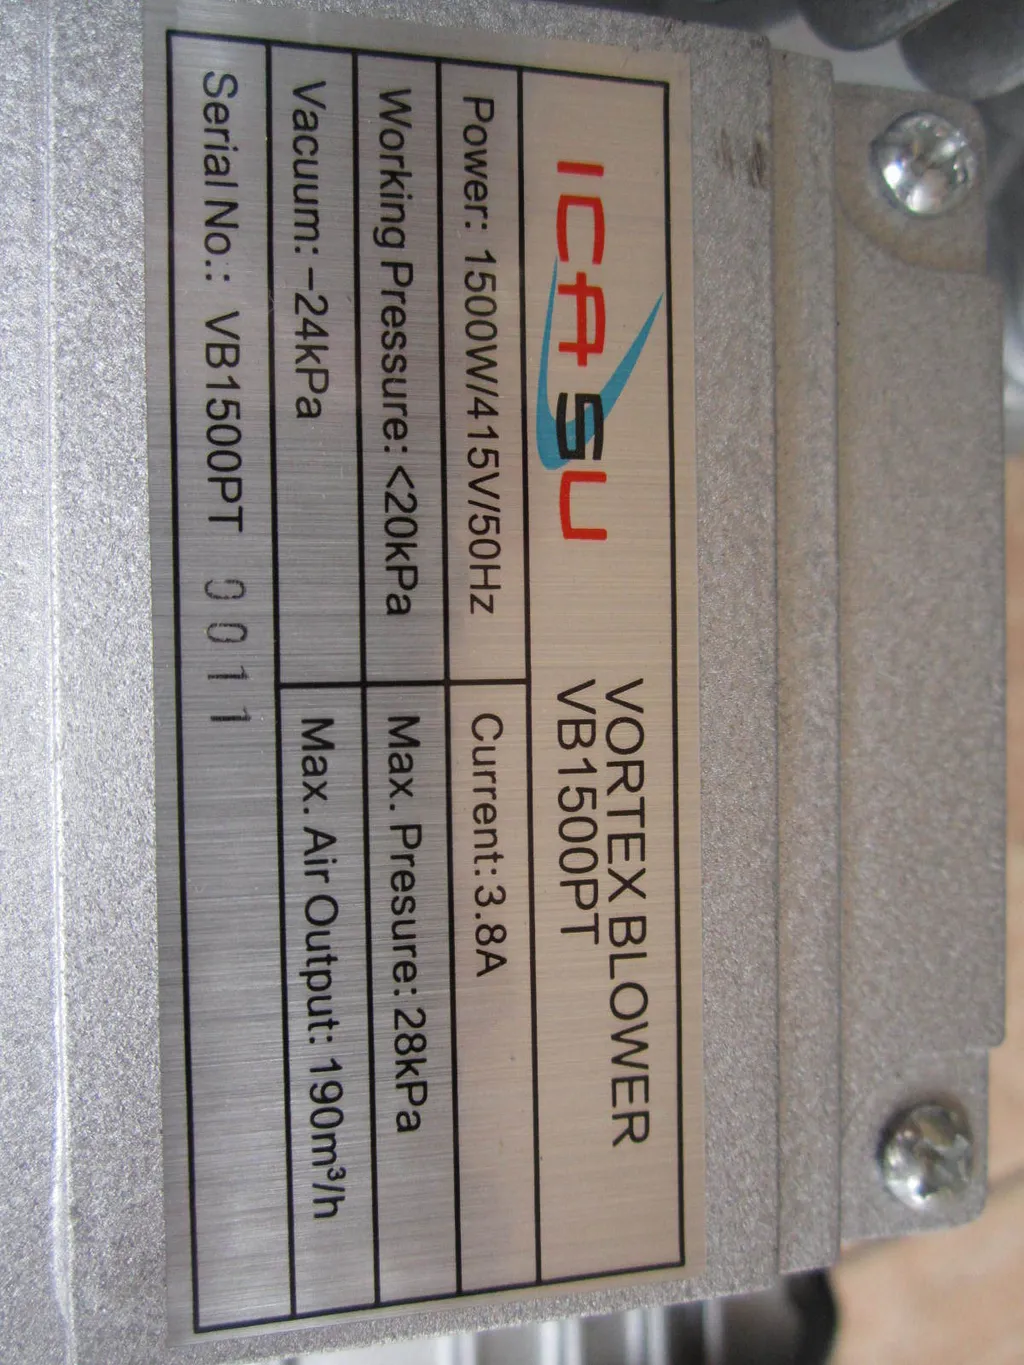 ICASU
VORTEX BLOWER
VB1500PT
Power: 1500W/415V/50Hz
Current: 3.8A
Working Pressure: <20kPa
Max. Presure: 28kPa
Vacuum: -24kPa
Max. Air Output: 190m³/h
Serial No.: VB1500PT 0011